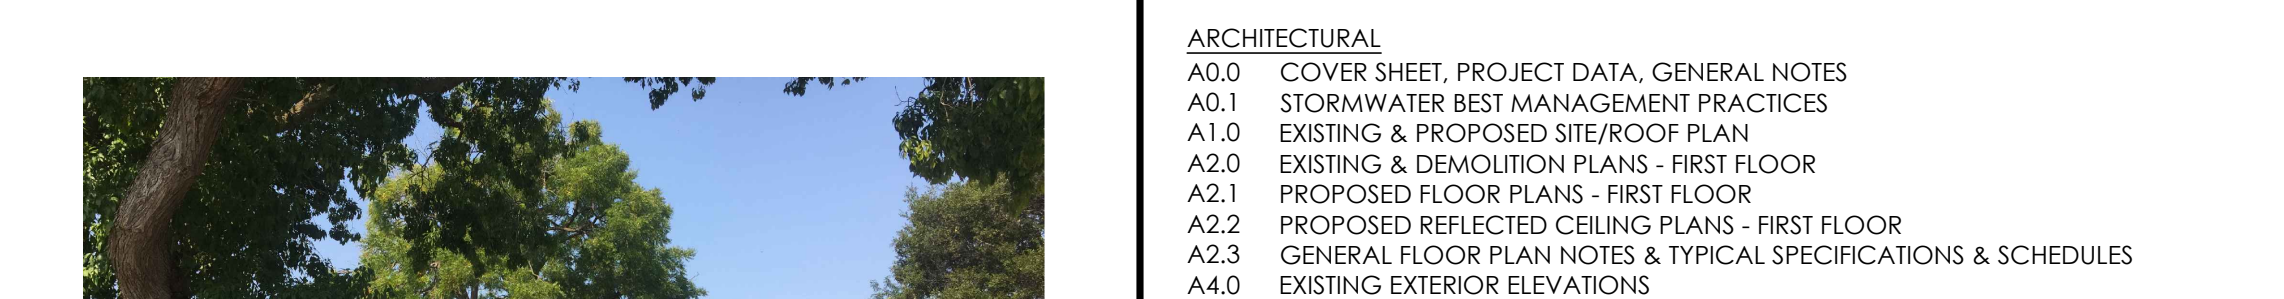 ARCHITECTURAL
A0.0 COVER SHEET, PROJECT DATA, GENERAL NOTES
A0.1 STORMWATER BEST MANAGEMENT PRACTICES
A1.0 EXISTING & PROPOSED SITE/ROOF PLAN
A2.0 EXISTING & DEMOLITION PLANS - FIRST FLOOR
A2.1 PROPOSED FLOOR PLANS - FIRST FLOOR
A2.2 PROPOSED REFLECTED CEILING PLANS - FIRST FLOOR
A2.3 GENERAL FLOOR PLAN NOTES & TYPICAL SPECIFICATIONS & SCHEDULES
A4.0 EXISTING EXTERIOR ELEVATIONS